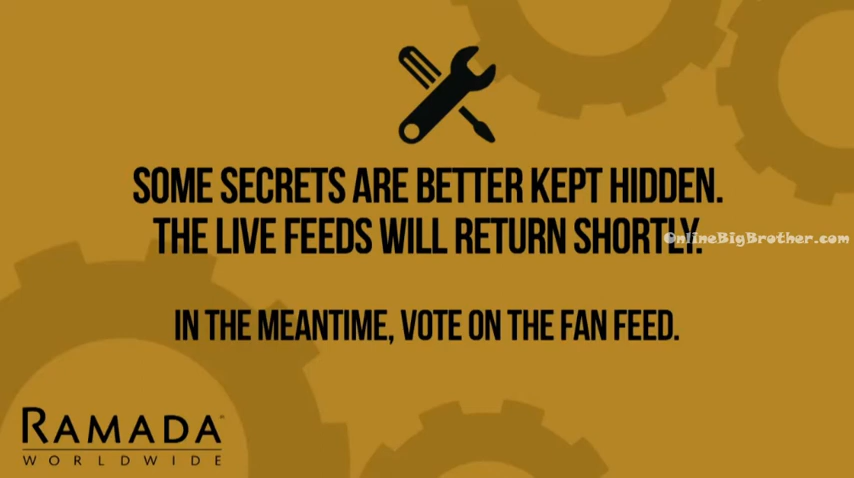 SOME SECRETS ARE BETTER KEPT HIDDEN.
THE LIVE FEEDS WILL RETURN SHORTLY.
OnlineBigBrother.com
IN THE MEANTIME, VOTE ON THE FAN FEED.
RAMADA
WORLDWIDE